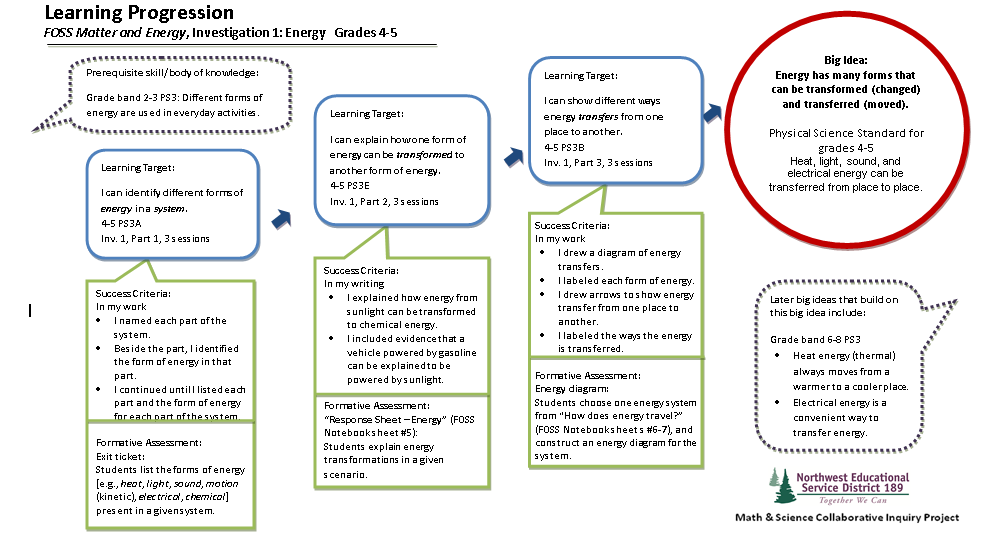 Learning Progression
FOSS Matter and Energy, Investigation 1: Energy Grades 4-5
Prerequisite skill/body of knowledge:
Grade band 2-3 PS3: Different forms of
energy are used in everyday activities.
Learning Target:
I can identify different forms of
energy in a system.
4-5 PS3A
Inv. 1, Part 1, 3 sessions
Success Criteria:
In my work
• I named each part of the
system.
• Beside the part, I identified
the form of energy in that
part.
• I continued until I listed each
part and the form of energy
for each part of the system.
Formative Assessment:
Exit ticket:
Students list the forms of energy
[e.g., heat, light, sound, motion
(kinetic), electrical, chemical]
present in a given system.
Learning Target:
I can explain how one form of
energy can be transformed to
another form of energy.
4-5 PS3E
Inv. 1, Part 2, 3 sessions
Success Criteria:
In my writing
• I explained how energy from
sunlight can be transformed
to chemical energy.
• I included evidence that a
vehicle powered by gasoline
can be explained to be
powered by sunlight.
Formative Assessment:
"Response Sheet –Energy" (FOSS
Notebook sheet #5):
Students explain energy
transformations in a given
scenario.
Learning Target:
I can show different ways
energy transfers from one
place to another.
4-5 PS3B
Inv. 1, Part 3, 3 sessions
Success Criteria:
In my work
• I drew a diagram of energy
transfers.
• I labeled each form of energy.
• I drew arrows to show energy
transfer from one place to
another.
• I labeled the ways the energy
is transferred.
Formative Assessment:
Energy diagram:
Students choose one energy system
from "How does energy travel?"
(FOSS Notebook sheets #6-7), and
construct an energy diagram for the
system.
Big Idea:
Energy has many forms that
can be transformed (changed)
and transferred (moved).
Physical Science Standard for
grades 4-5
Heat, light, sound, and
electrical energy can be
transferred from place to place.
Later big ideas that build on
this big idea include:
Grade band 6-8 PS3
• Heat energy (thermal)
always moves from a
warmer to a cooler place.
• Electrical energy is a
convenient way to
transfer energy.
Northwest Educational
Service District 189
Together We Can
Math & Science Collaborative Inquiry Project